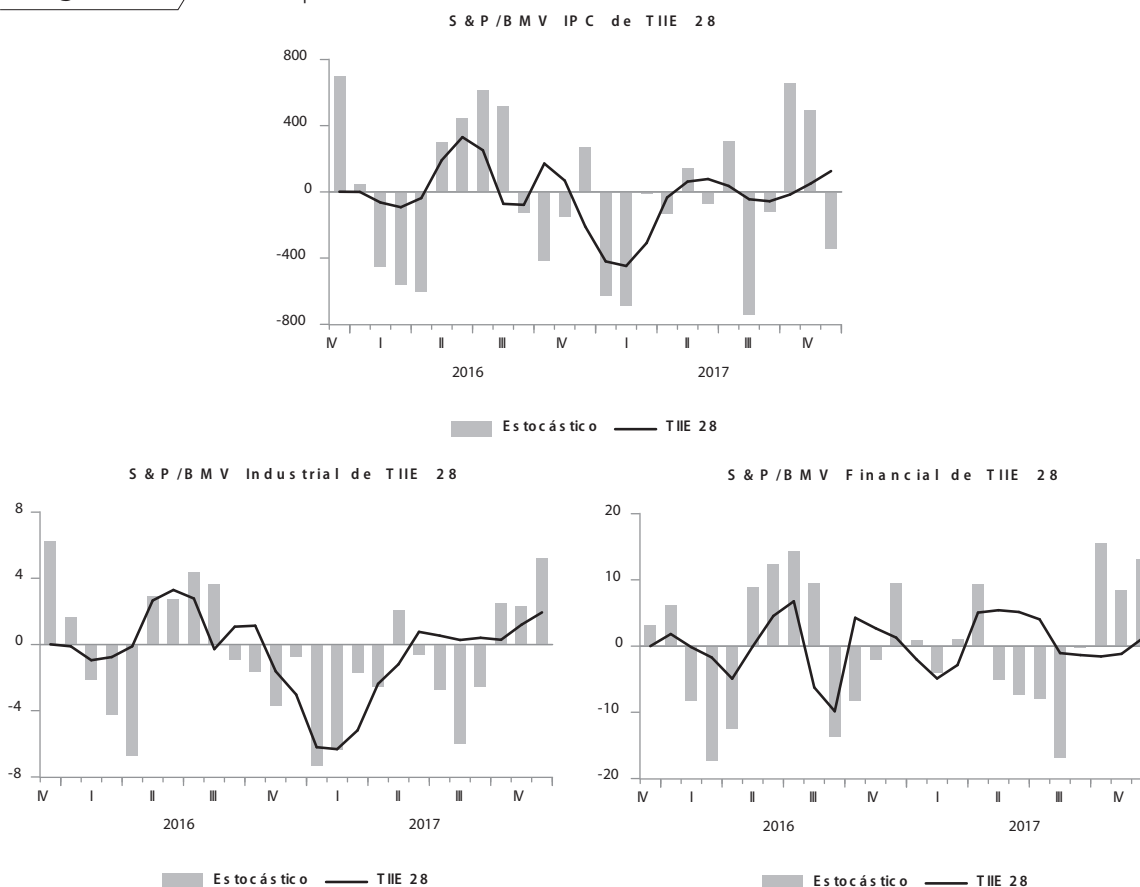 S&P/BMV IPC de TIIE 28
800
400
0
-400
-800
IV I II III IV I II III IV
2016 2017
Estocástico TIIE 28
S&P/BMV Industrial de TIIE 28
8
4
0
-4
-8
IV I II III IV I II III IV
2016 2017
Estocástico TIIE 28
S&P/BMV Financial de TIIE 28
20
10
0
-10
-20
IV I II III IV I II III IV
2016 2017
Estocástico TIIE 28